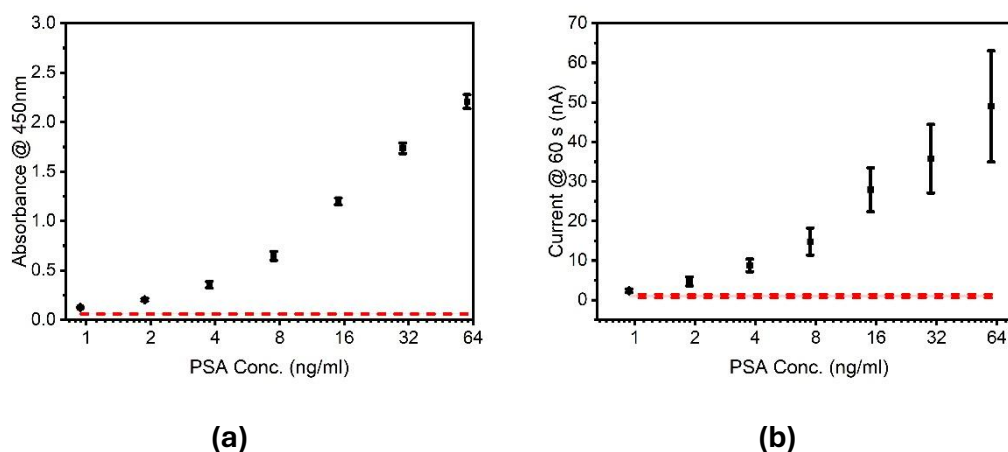 3.0
2.5
2.0
1.5
1.0
0.5
0.0
Absorbance @ 450nm
1 2 4 8 16 32 64
PSA Conc. (ng/ml)
(a)
70
60
50
40
30
20
10
0
Current @ 60 s (nA)
1 2 4 8 16 32 64
PSA Conc. (ng/ml)
(b)